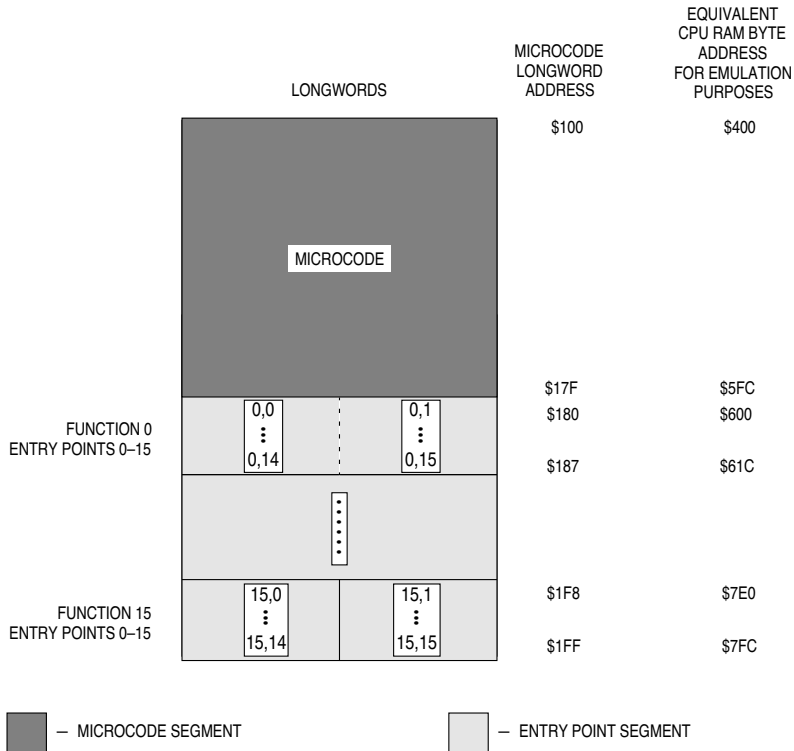 LONGWORDS
MICROCODE
LONGWORD
ADDRESS
EQUIVALENT
CPU RAM BYTE
ADDRESS
FOR EMULATION
PURPOSES
$100 $400
MICROCODE
$17F $5FC
FUNCTION 0
ENTRY POINTS 0–15
0,0 0,1 $180 $600
0,14 0,15 $187 $61C
FUNCTION 15
ENTRY POINTS 0–15
15,0 15,1 $1F8 $7E0
15,14 15,15 $1FF $7FC
– MICROCODE SEGMENT
– ENTRY POINT SEGMENT